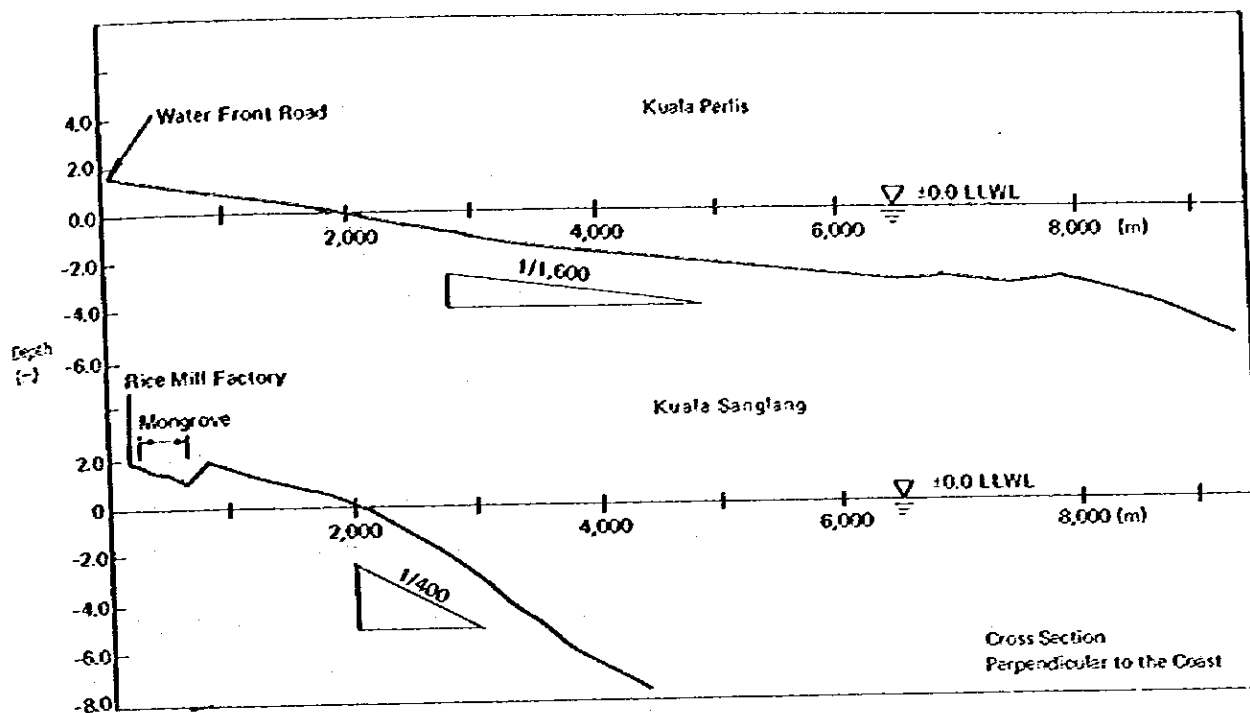 Kuala Perlis
Water Front Road
4.0
2.0
0.0
-2.0
-4.0
-6.0
±0.0 LLWL
2,000
4,000
6,000
8,000 (m)
1/1,600
Depth
Rice Mill Factory
Mongrove
Kuala Sanglang
2.0
0
-2.0
-4.0
-6.0
-8.0
±0.0 LLWL
2,000
4,000
6,000
8,000 (m)
1/400
Cross Section
Perpendicular to the Coast